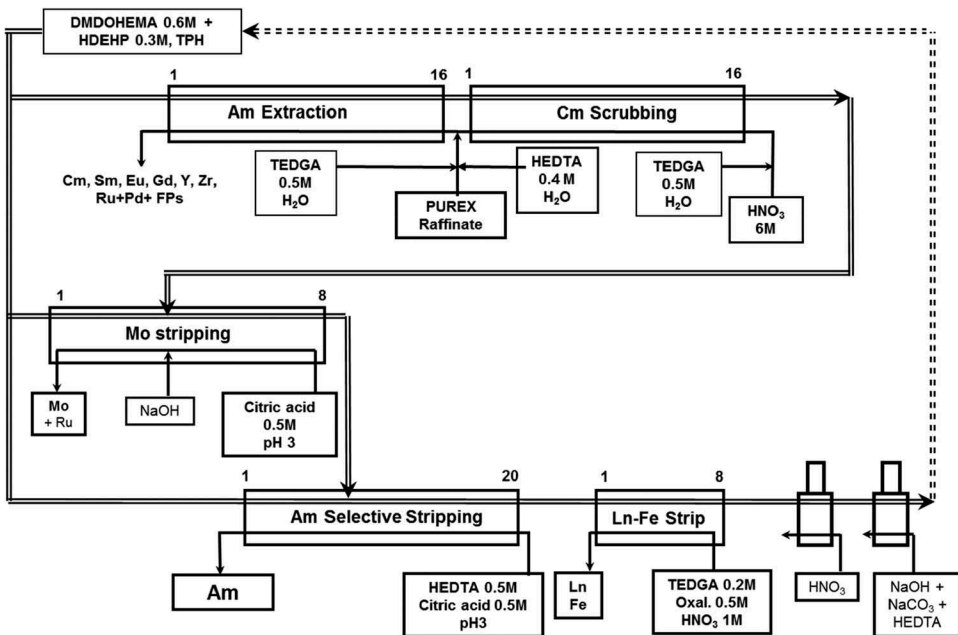 DMDOHEMA 0.6M +
HDEHP 0.3M, TPH
1
16
1
16
Am Extraction
Cm Scrubbing
Cm, Sm, Eu, Gd, Y, Zr,
Ru+Pd+ FPs
TEDGA
0.5M
H₂O
PUREX
Raffinate
HEDTA
0.4 M
H₂O
TEDGA
0.5M
H₂O
HNO₃
6M
1
8
Mo stripping
Mo
+ Ru
NaOH
Citric acid
0.5M
pH 3
1
20
1
8
Am Selective Stripping
Ln-Fe Strip
Am
HEDTA 0.5M
Citric acid 0.5M
pH3
Ln
Fe
TEDGA 0.2M
Oxal. 0.5M
HNO₃ 1M
HNO₃
NaOH +
NaCO₃ +
HEDTA